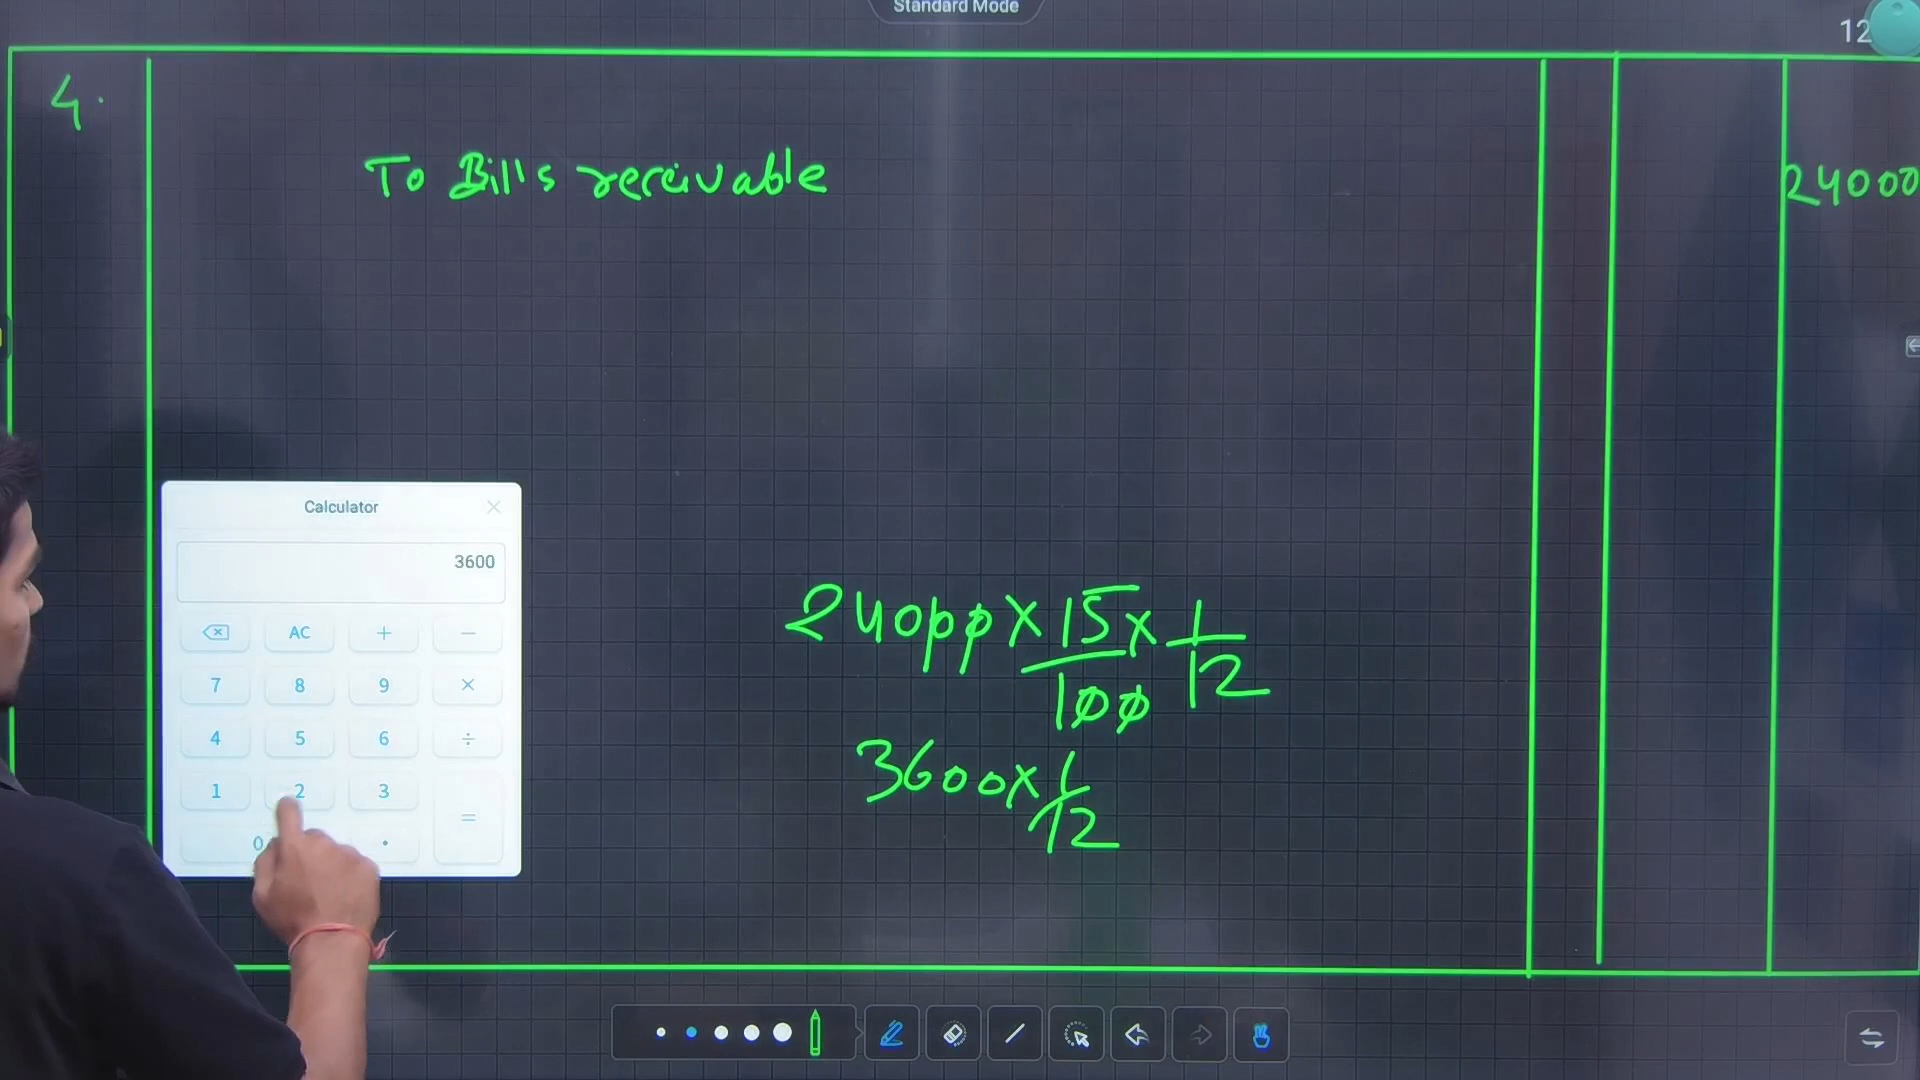 Standard Mode
12
4.
To Bills receivable
24000
Calculator
3600
AC + −
7 8 9 ×
4 5 6 ÷
1 2 3 =
0 .
24000 × 15/100 × 1/12
3600 × 1/12